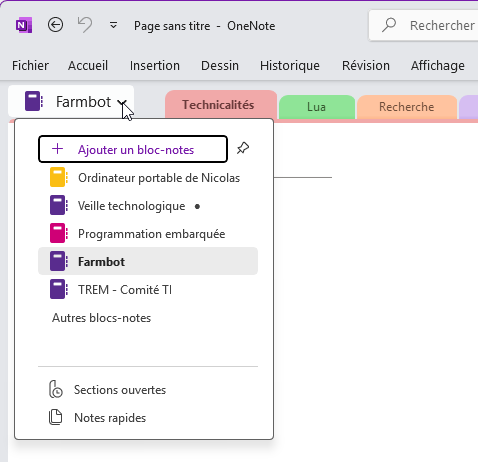 Page sans titre - OneNote
Rechercher
Fichier Accueil Insertion Dessin Historique Révision Affichage
Farmbot
Technicalités Lua Recherche
+ Ajouter un bloc-notes
Ordinateur portable de Nicolas
Veille technologique •
Programmation embarquée
Farmbot
TREM - Comité TI
Autres blocs-notes
Sections ouvertes
Notes rapides